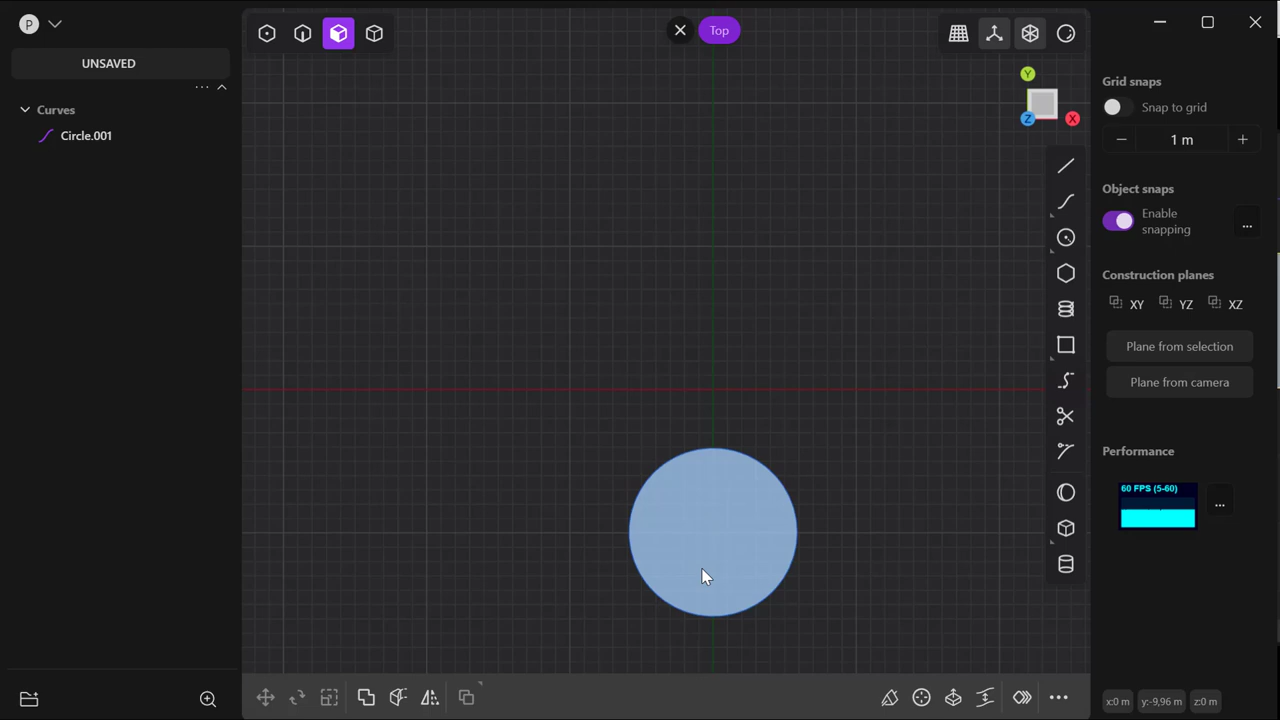 P
UNSAVED
...
Curves
Circle.001
Top
Y
Z
X
Grid snaps
Snap to grid
1 m
Object snaps
Enable
snapping
...
Construction planes
XY
YZ
XZ
Plane from selection
Plane from camera
Performance
60 FPS (5-60)
...
x:0 m
y:-9,96 m
z:0 m